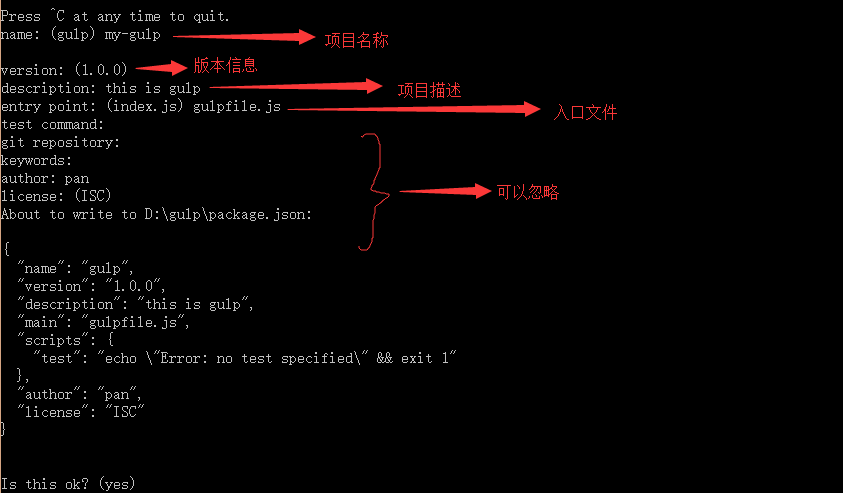 Press ^C at any time to quit.
name: (gulp) my-gulp
项目名称
version: (1.0.0)
版本信息
description: this is gulp
项目描述
entry point: (index.js) gulpfile.js
入口文件
test command:
git repository:
keywords:
author: pan
license: (ISC)
可以忽略
About to write to D:\gulp\package.json:
{
  "name": "gulp",
  "version": "1.0.0",
  "description": "this is gulp",
  "main": "gulpfile.js",
  "scripts": {
    "test": "echo \"Error: no test specified\" && exit 1"
  },
  "author": "pan",
  "license": "ISC"
}
Is this ok? (yes)